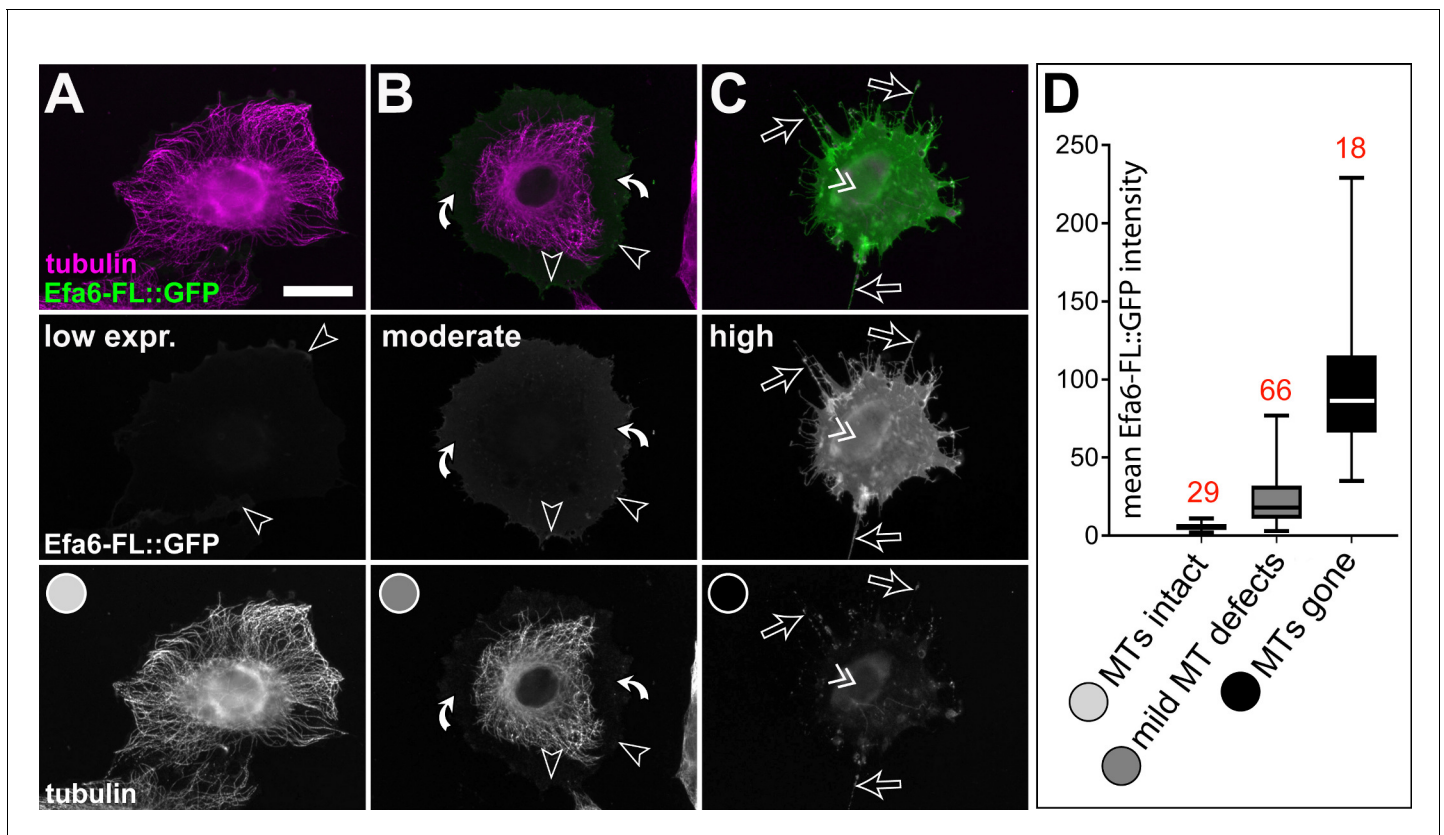 A
B
C
D
tubulin
Efa6-FL::GFP
low expr.
moderate
high
Efa6-FL::GFP
tubulin
mean Efa6-FL::GFP intensity
250
200
150
100
50
0
29
66
18
MTs intact
mild MT defects
MTs gone